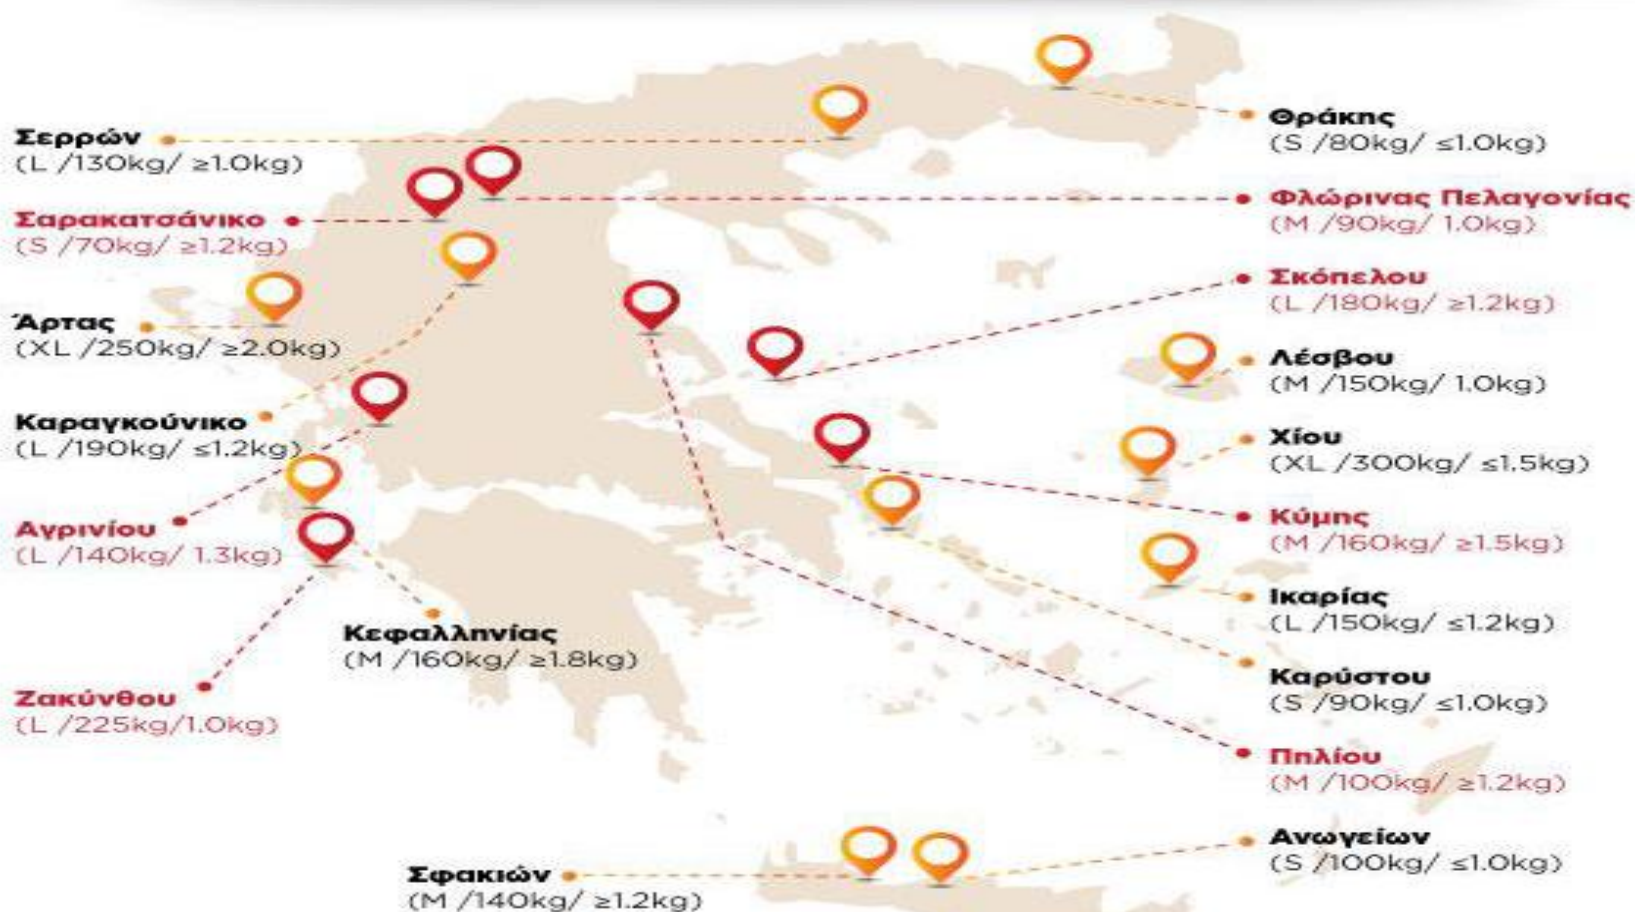 Σερρών
(L /130kg/ ≥1.0kg)
Σαρακατσάνικο
(S /70kg/ ≥1.2kg)
Άρτας
(XL /250kg/ ≥2.0kg)
Καραγκούνικο
(L /190kg/ ≤1.2kg)
Αγρινίου
(L /140kg/ 1.3kg)
Κεφαλληνίας
(M /160kg/ ≥1.8kg)
Ζακύνθου
(L /225kg/1.0kg)
Σφακιών
(M /140kg/ ≥1.2kg)
Θράκης
(S /80kg/ ≤1.0kg)
Φλώρινας Πελαγονίας
(M /90kg/ 1.0kg)
Σκόπελου
(L /180kg/ ≥1.2kg)
Λέσβου
(M /150kg/ 1.0kg)
Χίου
(XL /300kg/ ≤1.5kg)
Κύμης
(M /160kg/ ≥1.5kg)
Ικαρίας
(L /150kg/ ≤1.2kg)
Καρύστου
(S /90kg/ ≤1.0kg)
Πηλίου
(M /100kg/ ≥1.2kg)
Ανωγείων
(S /100kg/ ≤1.0kg)